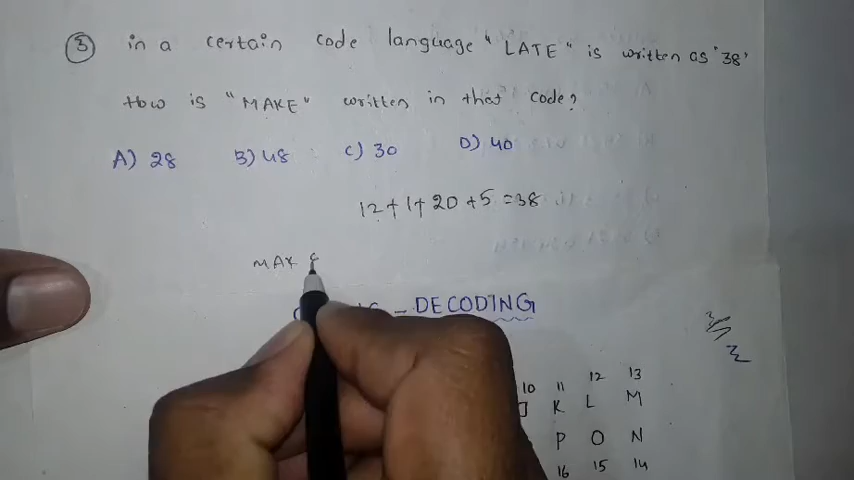 ③ in a certain code language "LATE" is written as '38'
How is "MAKE" written in that code?
A) 28 B) 48 C) 30 D) 40
12+1+20+5=38
MAK
- DECODING
10 11 12 13
K L M
P O N
16 15 14